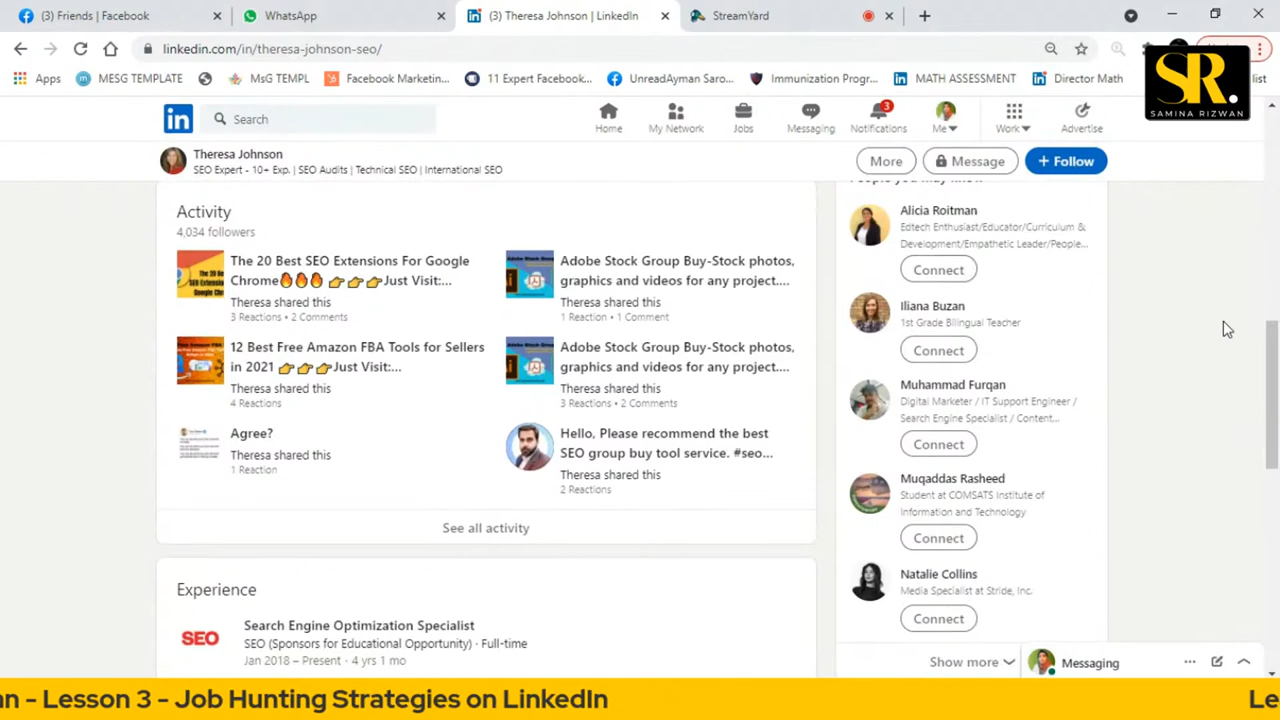 (3) Friends | Facebook
WhatsApp
(3) Theresa Johnson | LinkedIn
StreamYard
linkedin.com/in/theresa-johnson-seo/
Apps
MESG TEMPLATE
MsG TEMPL
Facebook Marketin...
11 Expert Facebook...
UnreadAyman Saro...
Immunization Progr...
MATH ASSESSMENT
Director Math
list
SR.
SAMINA RIZWAN
in
Search
Home
My Network
Jobs
Messaging
3
Notifications
Me
Work
Advertise
Theresa Johnson
SEO Expert - 10+ Exp. | SEO Audits | Technical SEO | International SEO
More
Message
+ Follow
People you may know
Activity
4,034 followers
The 20 Best SEO Extensions For Google
Chrome🔥🔥🔥 👉 👉 👉Just Visit:...
Theresa shared this
3 Reactions • 2 Comments
Adobe Stock Group Buy-Stock photos,
graphics and videos for any project....
Theresa shared this
1 Reaction • 1 Comment
12 Best Free Amazon FBA Tools for Sellers
in 2021 👉 👉 👉Just Visit:...
Theresa shared this
4 Reactions
Adobe Stock Group Buy-Stock photos,
graphics and videos for any project....
Theresa shared this
3 Reactions • 2 Comments
Agree?
Theresa shared this
1 Reaction
Hello, Please recommend the best
SEO group buy tool service. #seo...
Theresa shared this
2 Reactions
See all activity
Experience
SEO
Search Engine Optimization Specialist
SEO (Sponsors for Educational Opportunity) · Full-time
Jan 2018 – Present · 4 yrs 1 mo
Alicia Roitman
Edtech Enthusiast/Educator/Curriculum &
Development/Empathetic Leader/People...
Connect
Iliana Buzan
1st Grade Bilingual Teacher
Connect
Muhammad Furqan
Digital Marketer / IT Support Engineer /
Search Engine Specialist / Content...
Connect
Muqaddas Rasheed
Student at COMSATS Institute of
Information and Technology
Connect
Natalie Collins
Media Specialist at Stride, Inc.
Connect
Show more
Messaging
an - Lesson 3 - Job Hunting Strategies on LinkedIn
Le